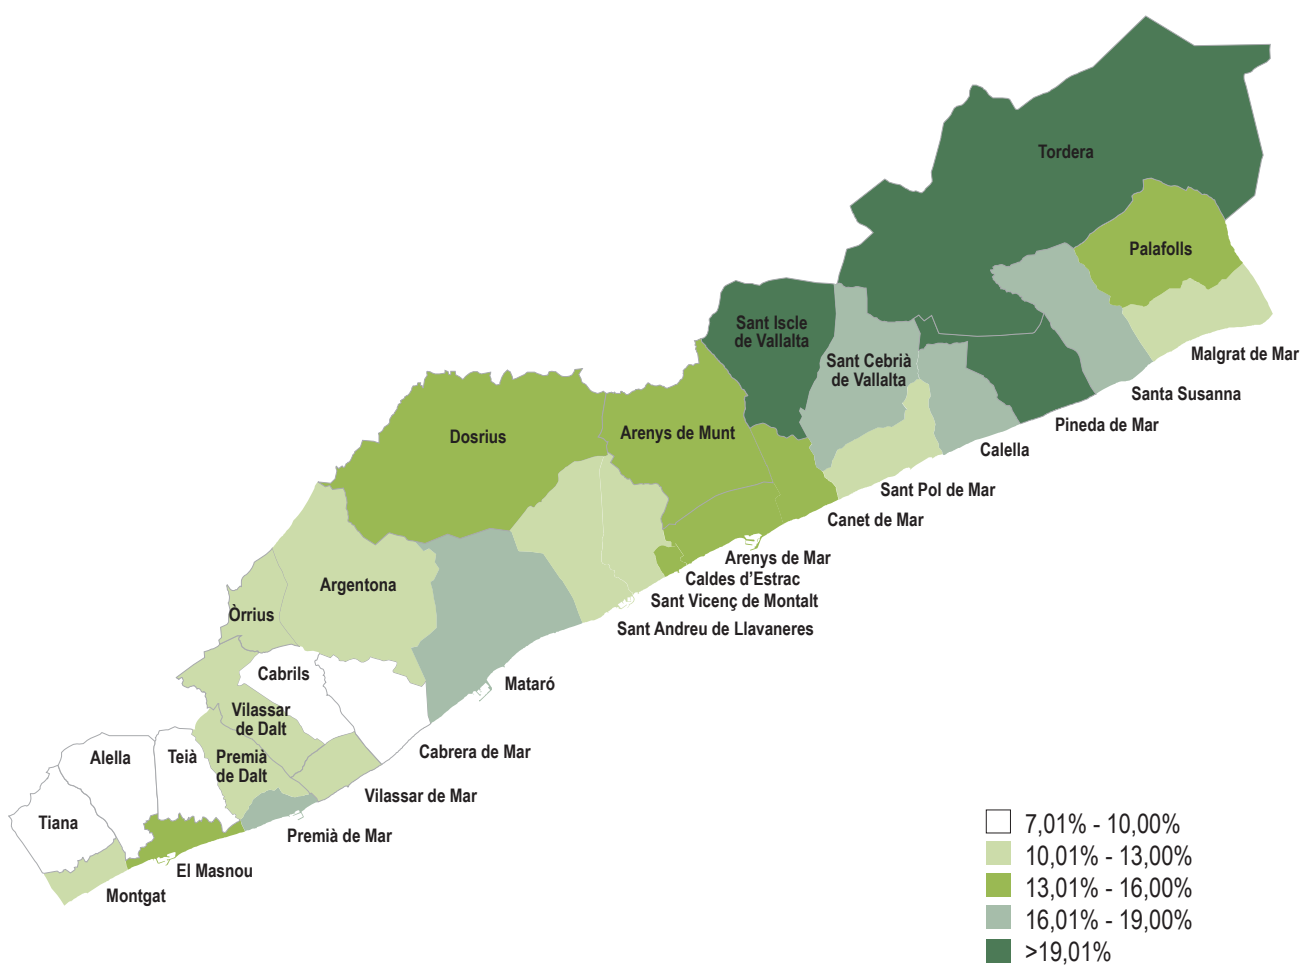 Tordera
Palafolls
Sant Iscle
de Vallalta
Sant Cebrià
de Vallalta
Malgrat de Mar
Santa Susanna
Pineda de Mar
Calella
Dosrius
Arenys de Munt
Sant Pol de Mar
Canet de Mar
Arenys de Mar
Caldes d’Estrac
Sant Vicenç de Montalt
Sant Andreu de Llavaneres
Argentona
Òrrius
Cabrils
Mataró
Vilassar
de Dalt
Cabrera de Mar
Alella
Teià
Premià
de Dalt
Vilassar de Mar
Tiana
Premià de Mar
El Masnou
Montgat
7,01% - 10,00%
10,01% - 13,00%
13,01% - 16,00%
16,01% - 19,00%
>19,01%